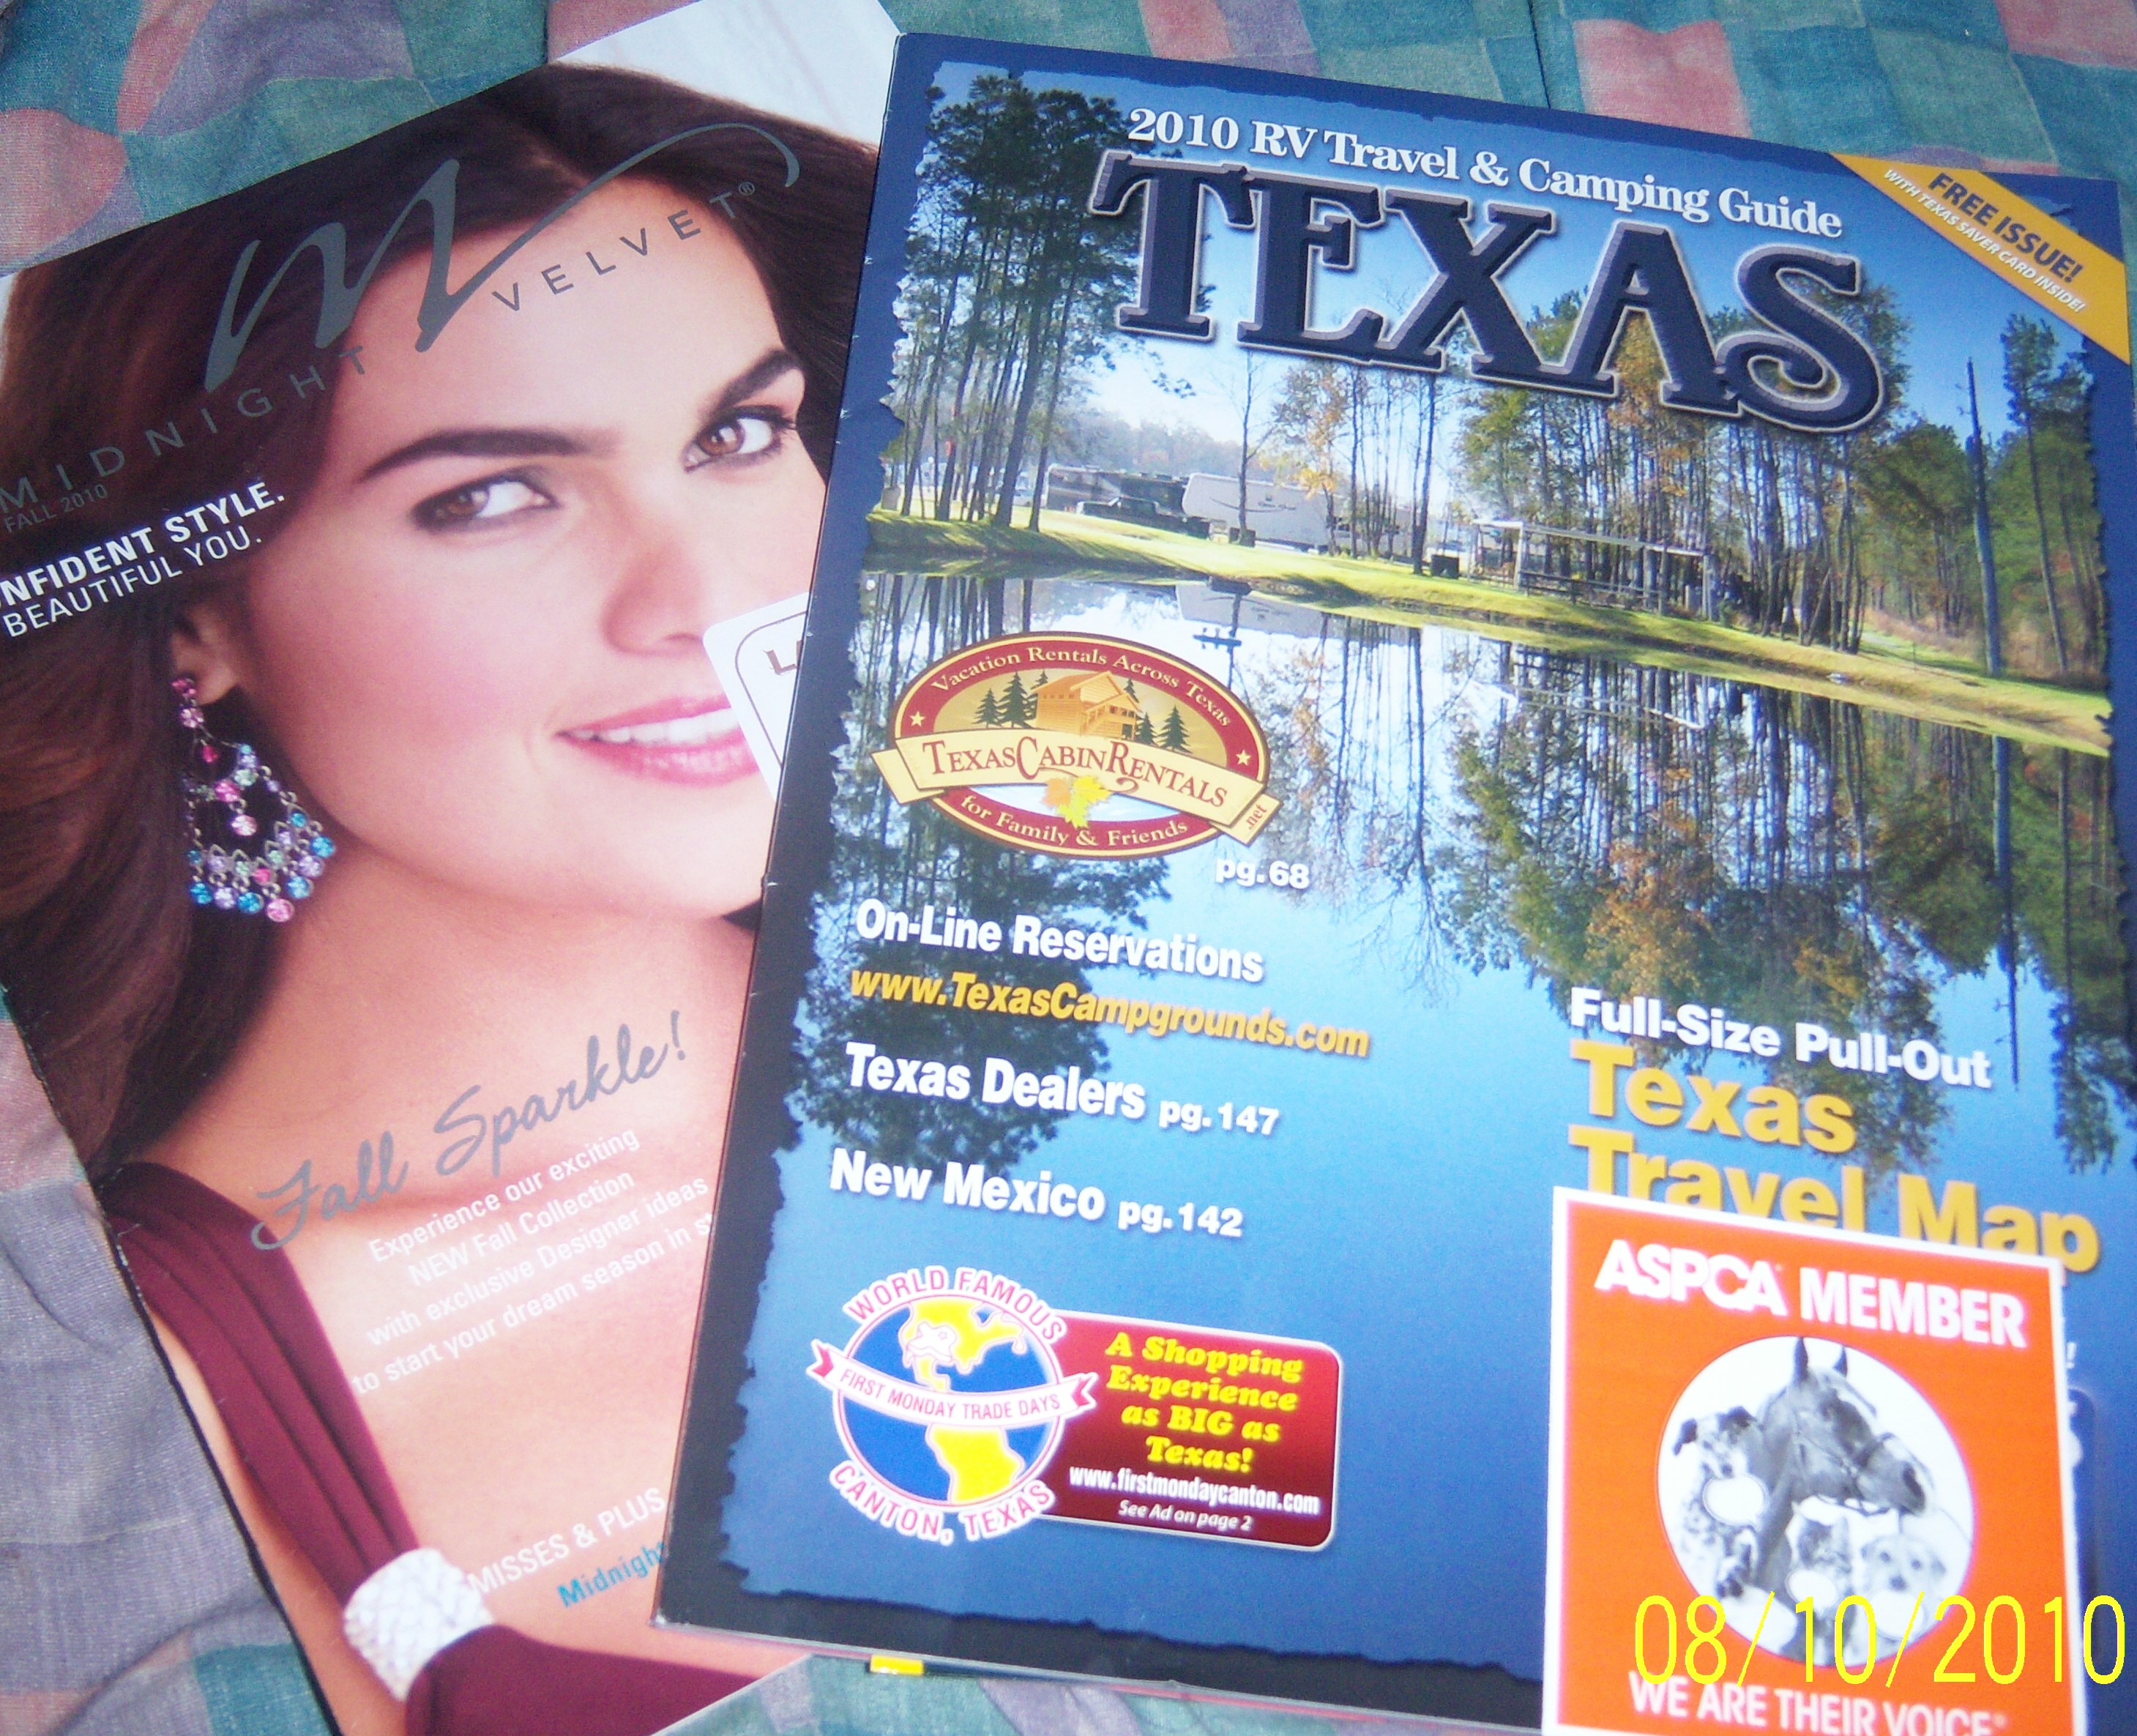 M
MIDNIGHT VELVET®
FALL 2010
NFIDENT STYLE.
BEAUTIFUL YOU.
Fall Sparkle!
Experience our exciting
NEW Fall Collection
with exclusive Designer ideas
to start your dream season in
MISSES & PLUS
Midnigh
2010 RV Travel & Camping Guide
TEXAS
FREE ISSUE!
WITH TEXAS SAVER CARD INSIDE!
Vacation Rentals Across Texas
TEXASCABINRENTALS
.net
for Family & Friends
pg.68
On-Line Reservations
www.TexasCampgrounds.com
Texas Dealers pg.147
New Mexico pg.142
Full-Size Pull-Out
Texas
Travel Map
WORLD FAMOUS
FIRST MONDAY TRADE DAYS
CANTON, TEXAS
A Shopping
Experience
as BIG as
Texas!
www.firstmondaycanton.com
See Ad on page 2
ASPCA MEMBER
WE ARE THEIR VOICE®
08/10/2010